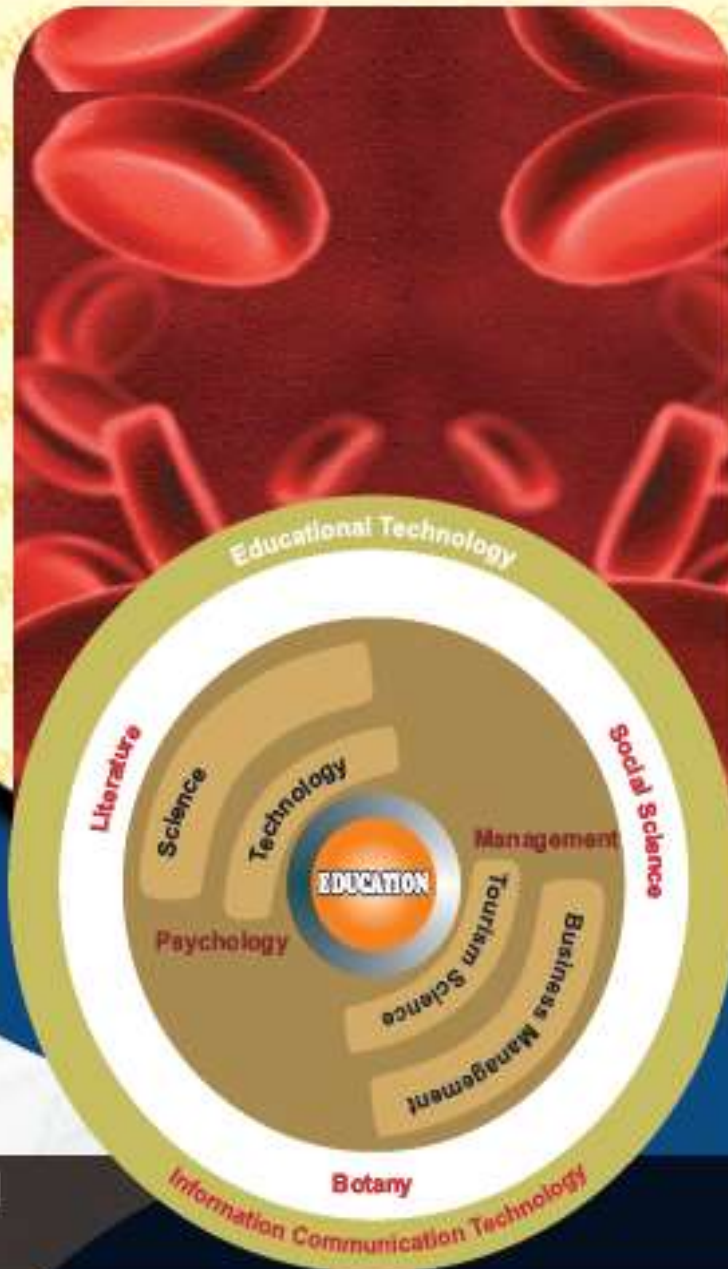 Educational Technology
Literature
Social Science
Science
Technology
Management
EDUCATION
Psychology
Tourism Science
Business Management
Botany
Information Communication Technology